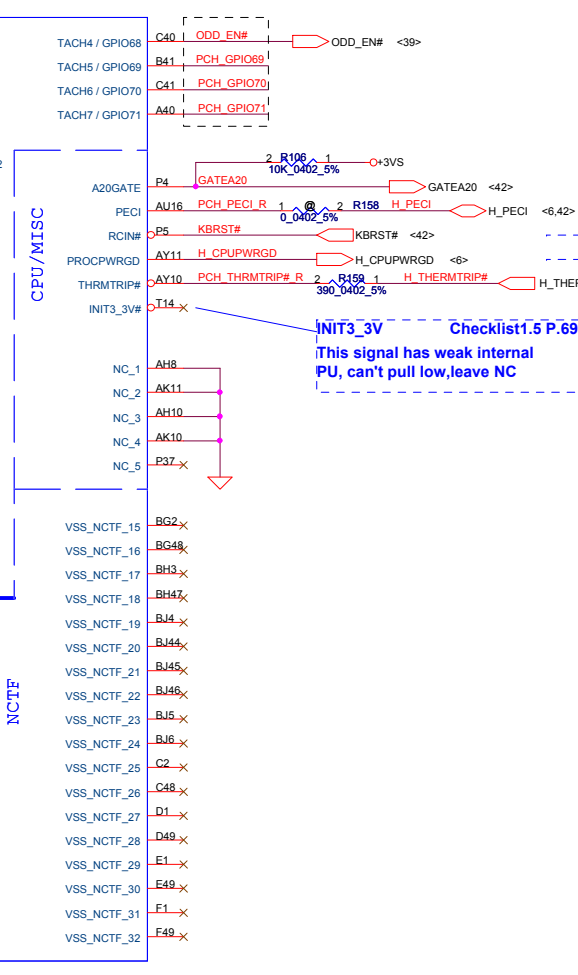 TACH4 / GPIO68 C40 ODD_EN# ODD_EN# <39>
TACH5 / GPIO69 B41 PCH_GPIO69
TACH6 / GPIO70 C41 PCH_GPIO70
TACH7 / GPIO71 A40 PCH_GPIO71
2 R106 1 +3VS
10K_0402_5%
A20GATE P4 GATEA20 GATEA20 <42>
PECI AU16 PCH_PECI_R 1 @ 2 R158 H_PECI H_PECI <6,42>
0_0402_5%
RCIN# P5 KBRST# KBRST# <42>
PROCPWRGD AY11 H_CPUPWRGD H_CPUPWRGD <6>
THRMTRIP# AY10 PCH_THRMTRIP#_R 2 R159 1 H_THERMTRIP# H_THE
390_0402_5%
INIT3_3V# T14
CPU/MISC
INIT3_3V Checklist1.5 P.69
This signal has weak internal
PU, can't pull low,leave NC
NC_1 AH8
NC_2 AK11
NC_3 AH10
NC_4 AK10
NC_5 P37
VSS_NCTF_15 BG2
VSS_NCTF_16 BG48
VSS_NCTF_17 BH3
VSS_NCTF_18 BH47
VSS_NCTF_19 BJ4
VSS_NCTF_20 BJ44
VSS_NCTF_21 BJ45
VSS_NCTF_22 BJ46
VSS_NCTF_23 BJ5
VSS_NCTF_24 BJ6
VSS_NCTF_25 C2
VSS_NCTF_26 C48
VSS_NCTF_27 D1
VSS_NCTF_28 D49
VSS_NCTF_29 E1
VSS_NCTF_30 E49
VSS_NCTF_31 F1
VSS_NCTF_32 F49
NCTF